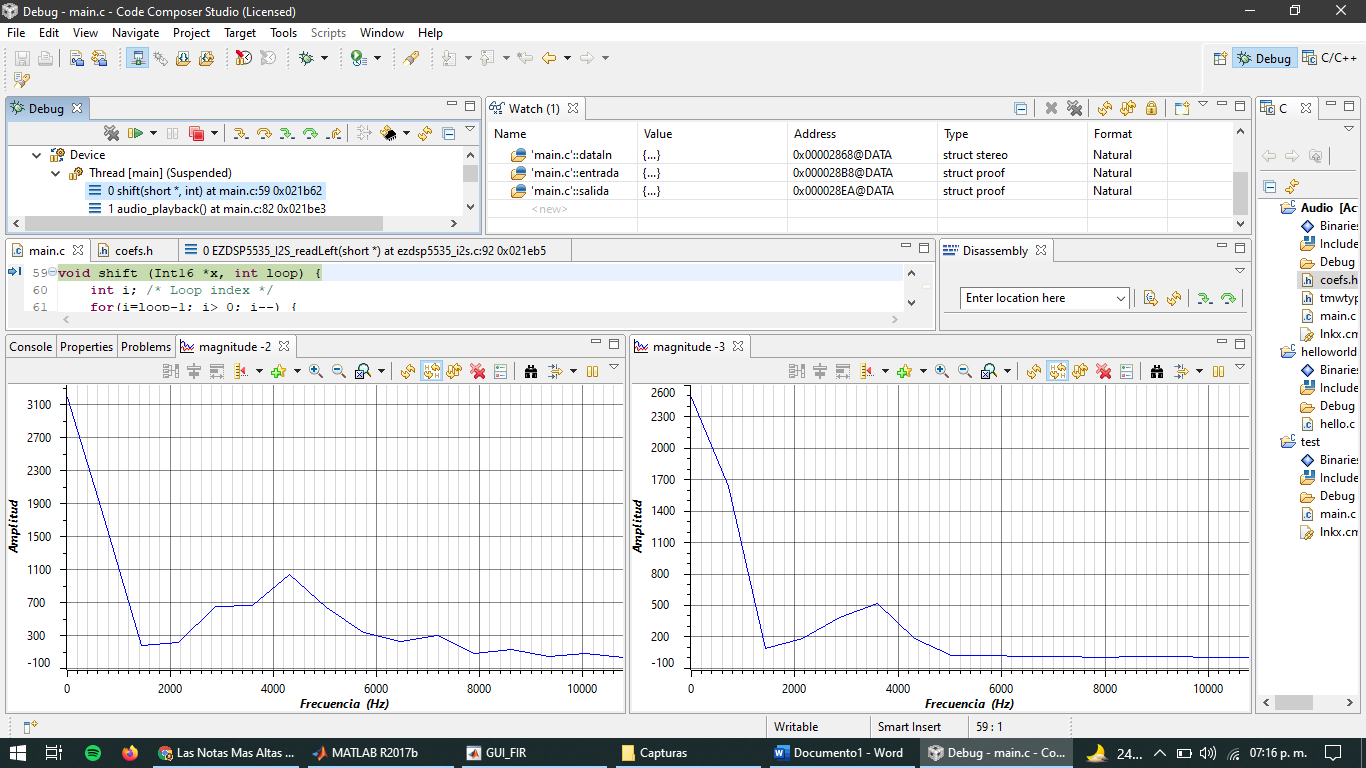 Debug - main.c - Code Composer Studio (Licensed)
File Edit View Navigate Project Target Tools Scripts Window Help
Debug C/C++
Debug
Device
Thread [main] (Suspended)
0 shift(short *, int) at main.c:59 0x021b62
1 audio_playback() at main.c:82 0x021be3
Watch (1)
Name Value Address Type Format
'main.c'::dataIn {...} 0x00002868@DATA struct stereo Natural
'main.c'::entrada {...} 0x000028B8@DATA struct proof Natural
'main.c'::salida {...} 0x000028EA@DATA struct proof Natural
<new>
C
Audio [Ac
Binaries
Include
Debug
coefs.h
tmwtyp
main.c
lnkx.cm
helloworld
Binaries
Include
Debug
hello.c
test
Binaries
Include
Debug
main.c
lnkx.cm
main.c coefs.h 0 EZDSP5535_I2S_readLeft(short *) at ezdsp5535_i2s.c:92 0x021eb5
59 void shift (Int16 *x, int loop) {
60 int i; /* Loop index */
61 for(i=loop-1; i> 0; i--) {
Disassembly
Enter location here
Console Properties Problems magnitude -2
3100
2700
2300
1900
1500
1100
700
300
-100
Amplitud
0 2000 4000 6000 8000 10000
Frecuencia (Hz)
magnitude -3
2600
2300
2000
1700
1400
1100
800
500
200
-100
Amplitud
0 2000 4000 6000 8000 10000
Frecuencia (Hz)
Writable Smart Insert 59 : 1
Las Notas Mas Altas ... MATLAB R2017b GUI_FIR Capturas Documento1 - Word Debug - main.c - Co... 24... 07:16 p. m.